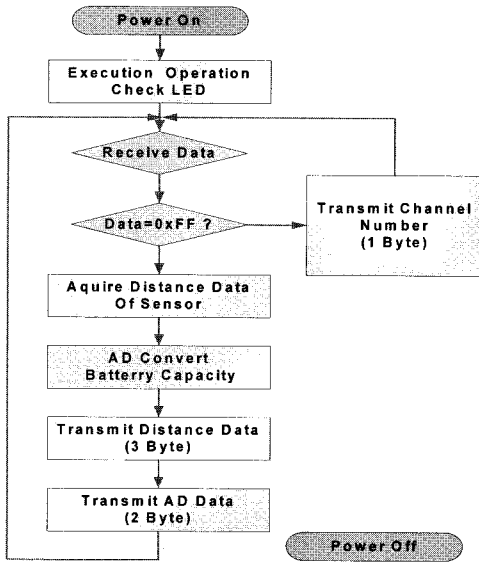 Power On
Execution Operation
Check LED
Receive Data
Data=0xFF ?
Transmit Channel
Number
(1 Byte)
Aquire Distance Data
Of Sensor
AD Convert
Batterry Capacity
Transmit Distance Data
(3 Byte)
Transmit AD Data
(2 Byte)
Power Off